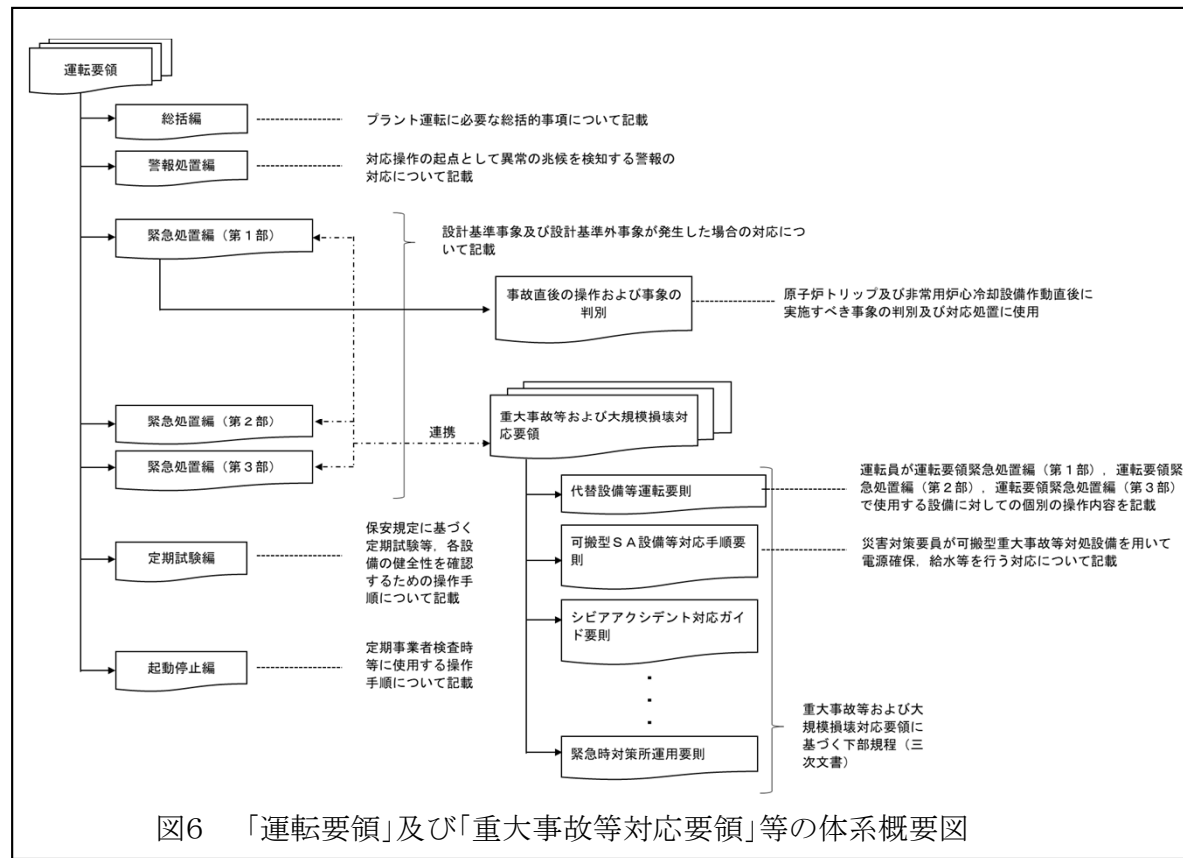 運転要領
総括編
プラント運転に必要な総括的事項について記載
警報処置編
対応操作の起点として異常の兆候を検知する警報の
対応について記載
緊急処置編（第１部）
設計基準事象及び設計基準外事象が発生した場合の対応につ
いて記載
事故直後の操作および事象の
判別
原子炉トリップ及び非常用炉心冷却設備作動直後に
実施すべき事象の判別及び対応処置に使用
緊急処置編（第２部）
緊急処置編（第３部）
連携
重大事故等および大規模損壊対
応要領
代替設備等運転要則
運転員が運転要領緊急処置編（第１部），運転要領緊
急処置編（第２部），運転要領緊急処置編（第３部）
で使用する設備に対しての個別の操作内容を記載
定期試験編
保安規定に基づく
定期試験等，各設
備の健全性を確認
するための操作手
順について記載
可搬型ＳＡ設備等対応手順要
則
災害対策要員が可搬型重大事故等対処設備を用いて
電源確保，給水等を行う対応について記載
シビアアクシデント対応ガイ
ド要則
起動停止編
定期事業者検査時
等に使用する操作
手順について記載
・
・
・
緊急時対策所運用要則
重大事故等および大
規模損壊対応要領に
基づく下部規程（三
次文書）
図6　「運転要領」及び「重大事故等対応要領」等の体系概要図